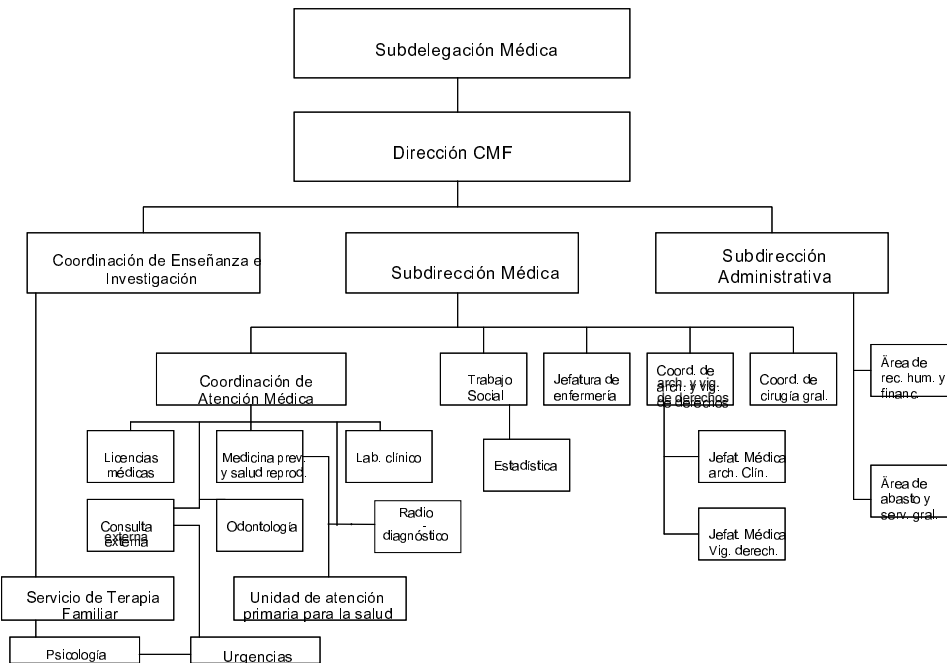 Subdelegación Médica
Dirección CMF
Coordinación de Enseñanza e
Investigación
Subdirección Médica
Subdirección
Administrativa
Coordinación de
Atención Médica
Trabajo
Social
Jefatura de
enfermería
Coord. de
arch. y vig.
de derechos
Coord. de
cirugía gral.
Área de
rec. hum. y
financ.
Licencias
médicas
Medicina prev.
y salud reprod.
Lab. clínico
Estadística
Jefat. Médica
arch. Clín.
Área de
abasto y
serv. gral.
Consulta
externa
Odontología
Radio
-
diagnóstico
Jefat. Médica
Vig. derech.
Servicio de Terapia
Familiar
Unidad de atención
primaria para la salud
Psicología
Urgencias